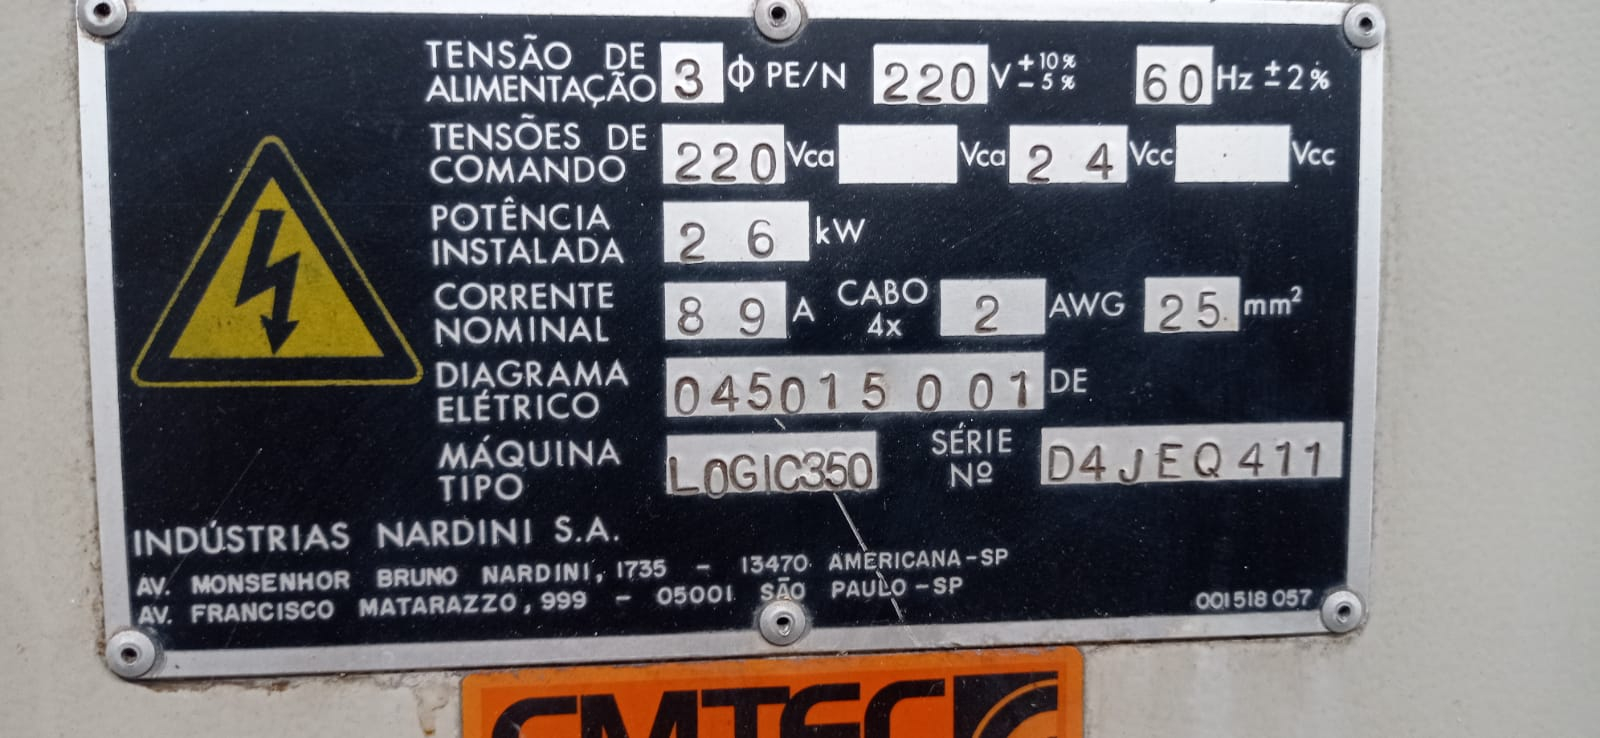 TENSÃO DE ALIMENTAÇÃO 3 Φ PE/N 220 V +10% -5% 60 Hz ±2%
TENSÕES DE COMANDO 220 Vca Vca 24 Vcc Vcc
POTÊNCIA INSTALADA 26 kW
CORRENTE NOMINAL 89 A CABO 4x 2 AWG 25 mm²
DIAGRAMA ELÉTRICO 045015001 DE
MÁQUINA TIPO LOGIC350 SÉRIE Nº D4JEQ411
INDÚSTRIAS NARDINI S.A.
AV. MONSENHOR BRUNO NARDINI, 1735 - 13470 AMERICANA-SP
AV. FRANCISCO MATARAZZO, 999 - 05001 SÃO PAULO-SP
001518 057